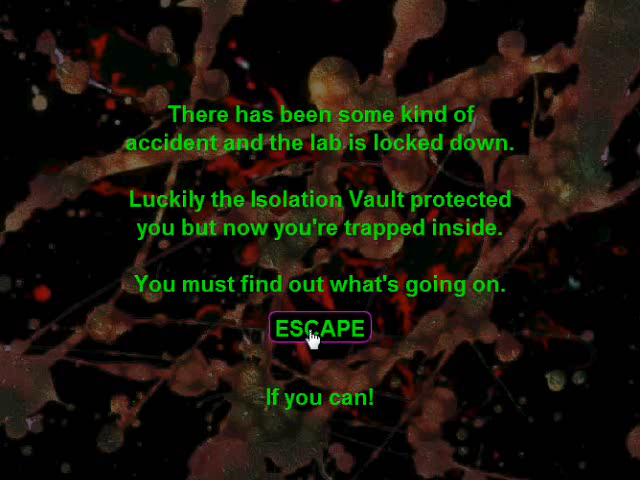 There has been some kind of
accident and the lab is locked down.
Luckily the Isolation Vault protected
you but now you're trapped inside.
You must find out what's going on.
ESCAPE
If you can!